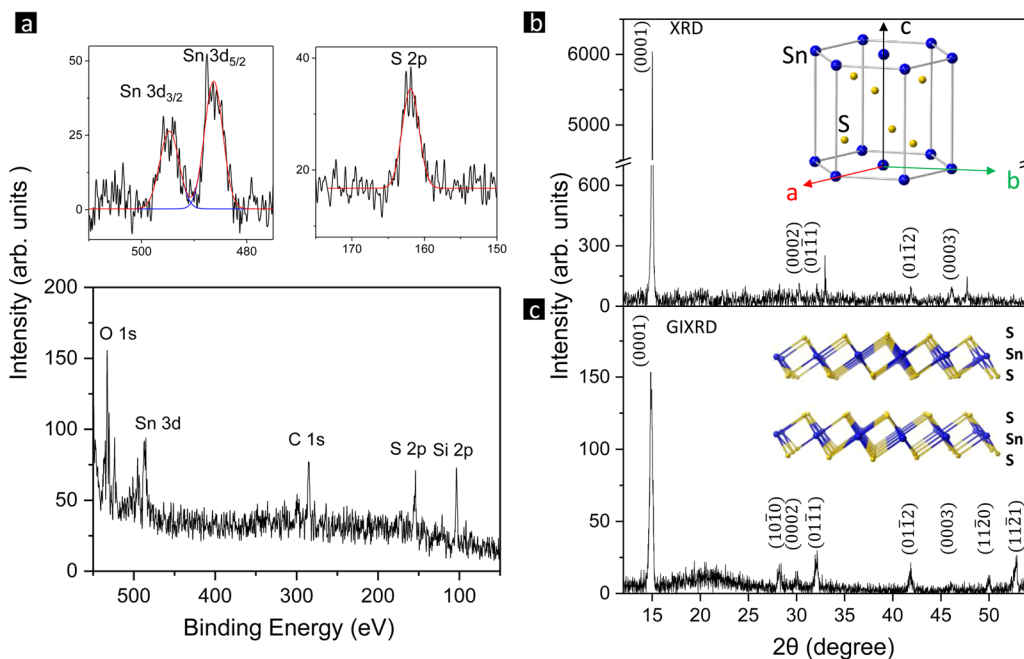 a
Sn 3d5/2
Sn 3d3/2
50
25
0
500
480
S 2p
40
20
170
160
150
Intensity (arb. units)
200
150
100
50
0
O 1s
Sn 3d
C 1s
S 2p
Si 2p
500
400
300
200
100
Binding Energy (eV)
b
XRD
(0001)
6000
5000
600
300
0
Sn
S
c
a
b
(0002)
(011̅1)
(011̅2)
(0003)
Intensity (arb. units)
c
GIXRD
(0001)
150
100
50
0
S
Sn
S
S
Sn
S
(101̅0)
(0002)
(011̅1)
(011̅2)
(0003)
(112̅0)
(112̅1)
15
20
25
30
35
40
45
50
2θ (degree)